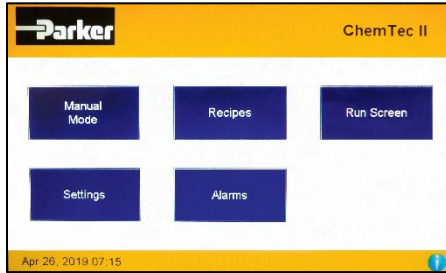 Parker
ChemTec II
Manual
Mode
Recipes
Run Screen
Settings
Alarms
Apr 26, 2019 07:15
i